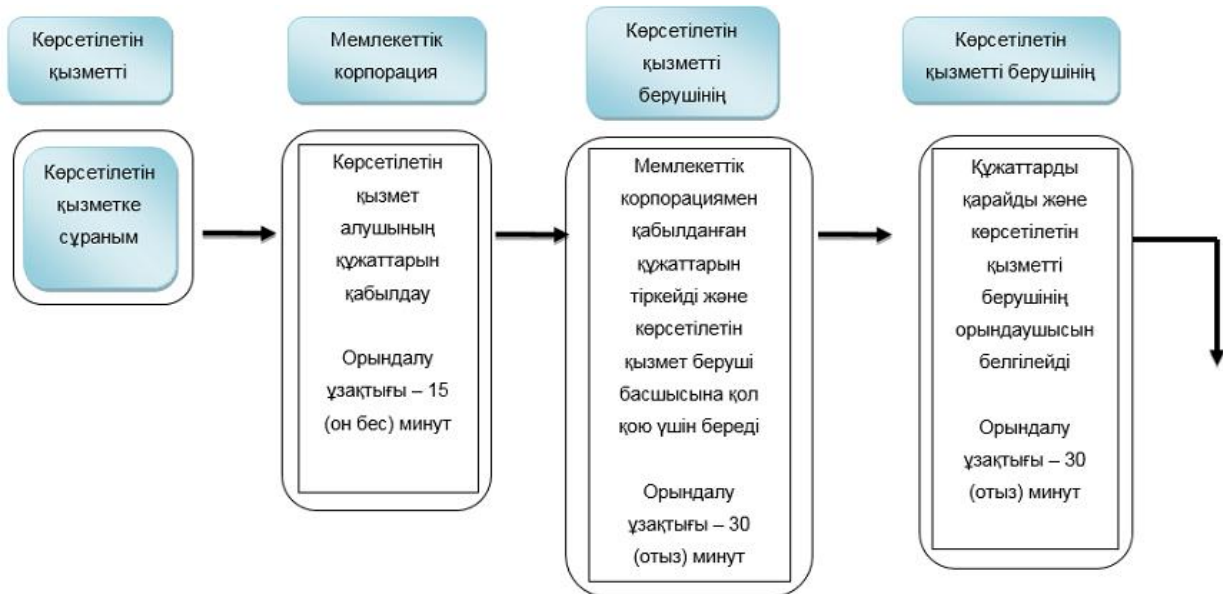 Көрсетілетін
қызметті
Мемлекеттік
корпорация
Көрсетілетін
қызметті
берушінің
Көрсетілетін
қызметті берушінің
Көрсетілетін
қызметке
сұраным
Көрсетілетін
қызмет
алушының
құжаттарын
қабылдау
Орындалу
ұзақтығы – 15
(он бес) минут
Мемлекеттік
корпорациямен
қабылданған
құжаттарын
тіркейді және
көрсетілетін
қызмет беруші
басшысына қол
қою үшін береді
Орындалу
ұзақтығы – 30
(отыз) минут
Құжаттарды
қарайды және
көрсетілетін
қызметті
берушінің
орындаушысын
белгілейді
Орындалу
ұзақтығы – 30
(отыз) минут